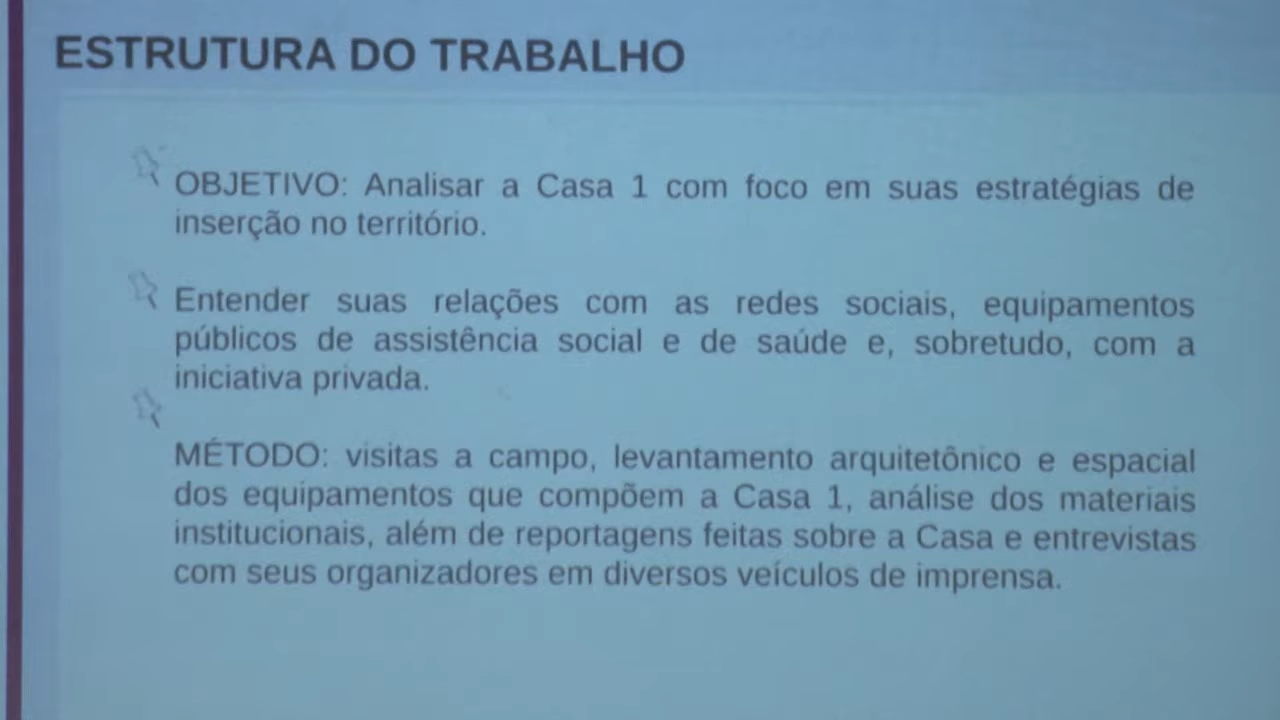 ESTRUTURA DO TRABALHO
OBJETIVO: Analisar a Casa 1 com foco em suas estratégias de
inserção no território.
Entender suas relações com as redes sociais, equipamentos
públicos de assistência social e de saúde e, sobretudo, com a
iniciativa privada.
MÉTODO: visitas a campo, levantamento arquitetônico e espacial
dos equipamentos que compõem a Casa 1, análise dos materiais
institucionais, além de reportagens feitas sobre a Casa e entrevistas
com seus organizadores em diversos veículos de imprensa.